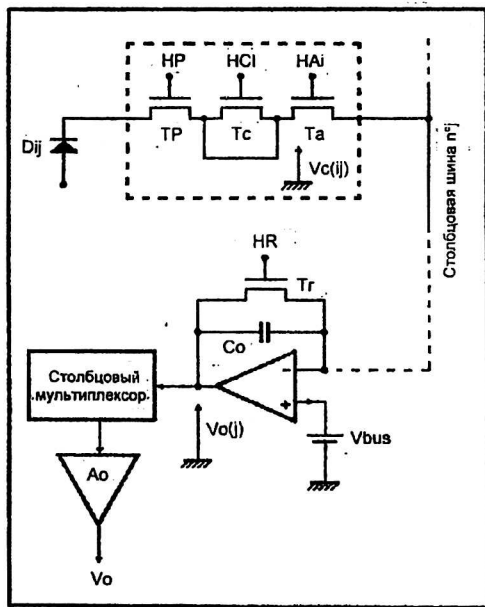 HP
HCl
HAi
Dij
TP
Tc
Ta
Vc(ij)
Столбцовая шина n°j
HR
Tr
Co
Столбцовый
мультиплексор
−
+
Vo(j)
Vbus
Ao
Vo